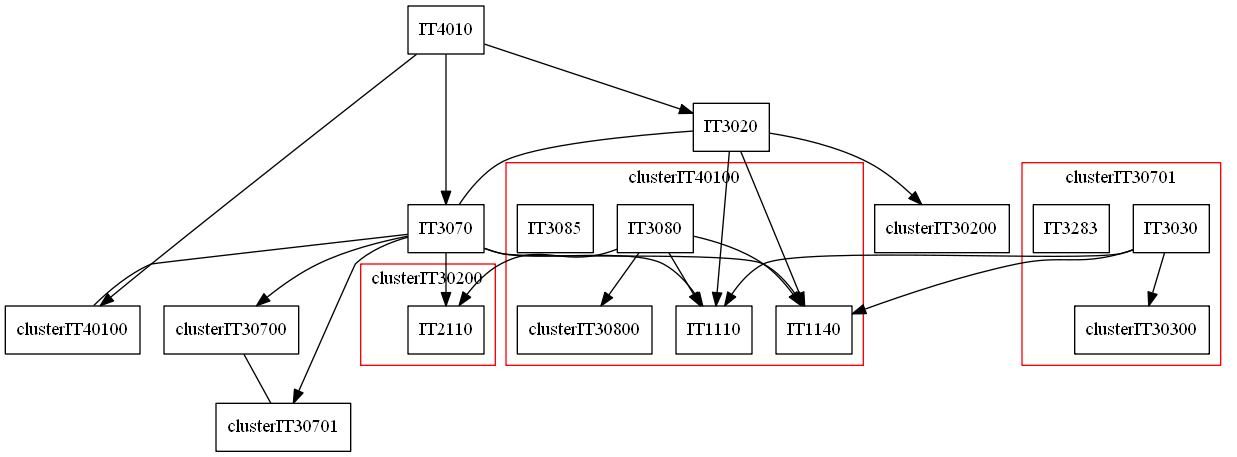 IT4010
IT3020
clusterIT40100
clusterIT30701
IT3070
IT3085
IT3080
clusterIT30200
IT3283
IT3030
clusterIT30200
clusterIT40100
clusterIT30700
IT2110
clusterIT30800
IT1110
IT1140
clusterIT30300
clusterIT30701